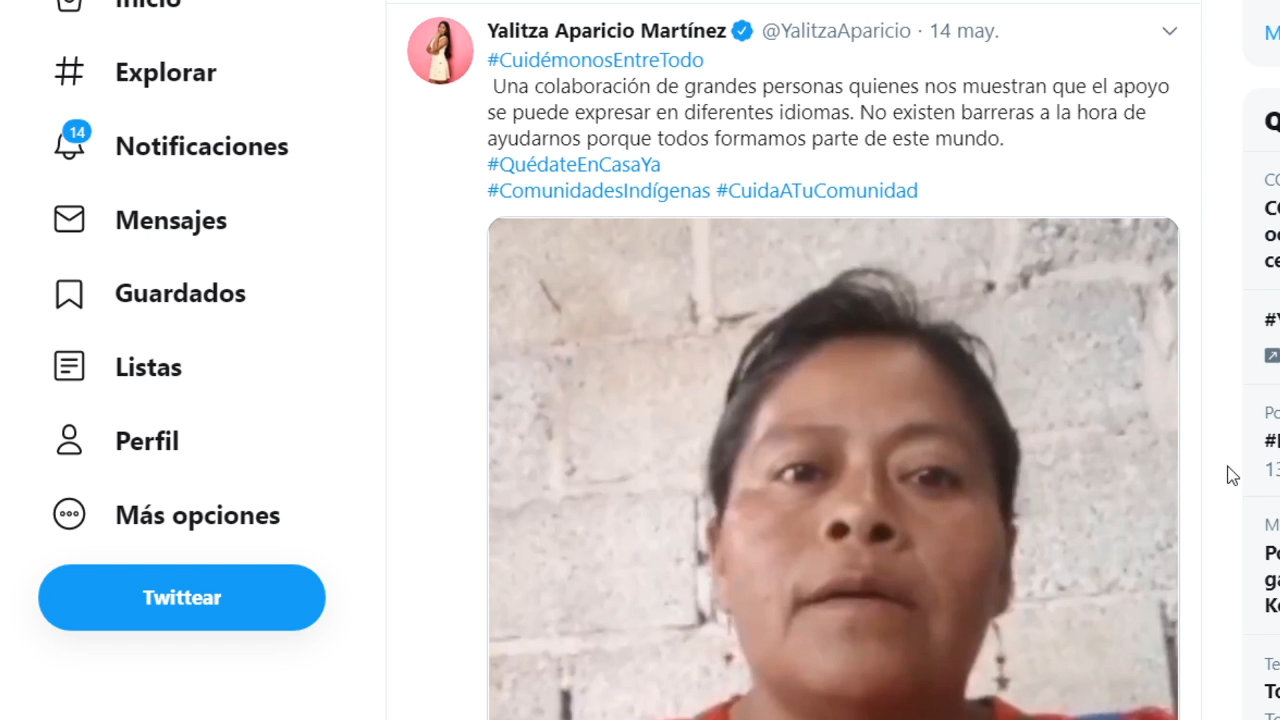 Inicio
Explorar
14
Notificaciones
Mensajes
Guardados
Listas
Perfil
Más opciones
Twittear
Yalitza Aparicio Martínez @YalitzaAparicio · 14 may.
#CuidémonosEntreTodo
Una colaboración de grandes personas quienes nos muestran que el apoyo
se puede expresar en diferentes idiomas. No existen barreras a la hora de
ayudarnos porque todos formamos parte de este mundo.
#QuédateEnCasaYa
#ComunidadesIndígenas #CuidaATuComunidad